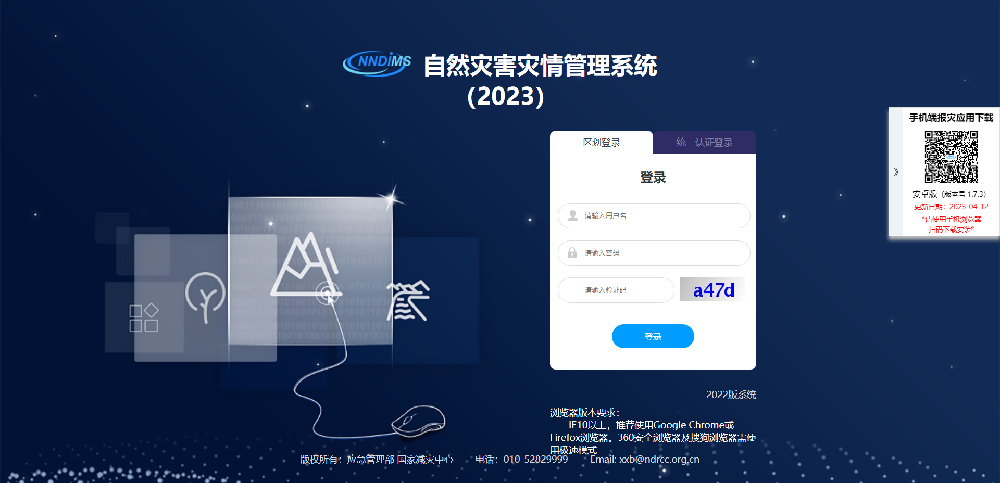 NNDiMS
自然灾害灾情管理系统
（2023）
区划登录
统一认证登录
登录
请输入用户名
请输入密码
请输入验证码
a47d
登录
2022版系统
浏览器版本要求：
IE10以上，推荐使用Google Chrome或
Firefox浏览器。360安全浏览器及搜狗浏览器需使
用极速模式
版权所有：应急管理部 国家减灾中心 电话：010-52829999 Email: xxb@ndrcc.org.cn
手机端报灾应用下载
》
安卓版（版本号 1.7.3）
更新日期：2023-04-12
*请使用手机浏览器
扫码下载安装*